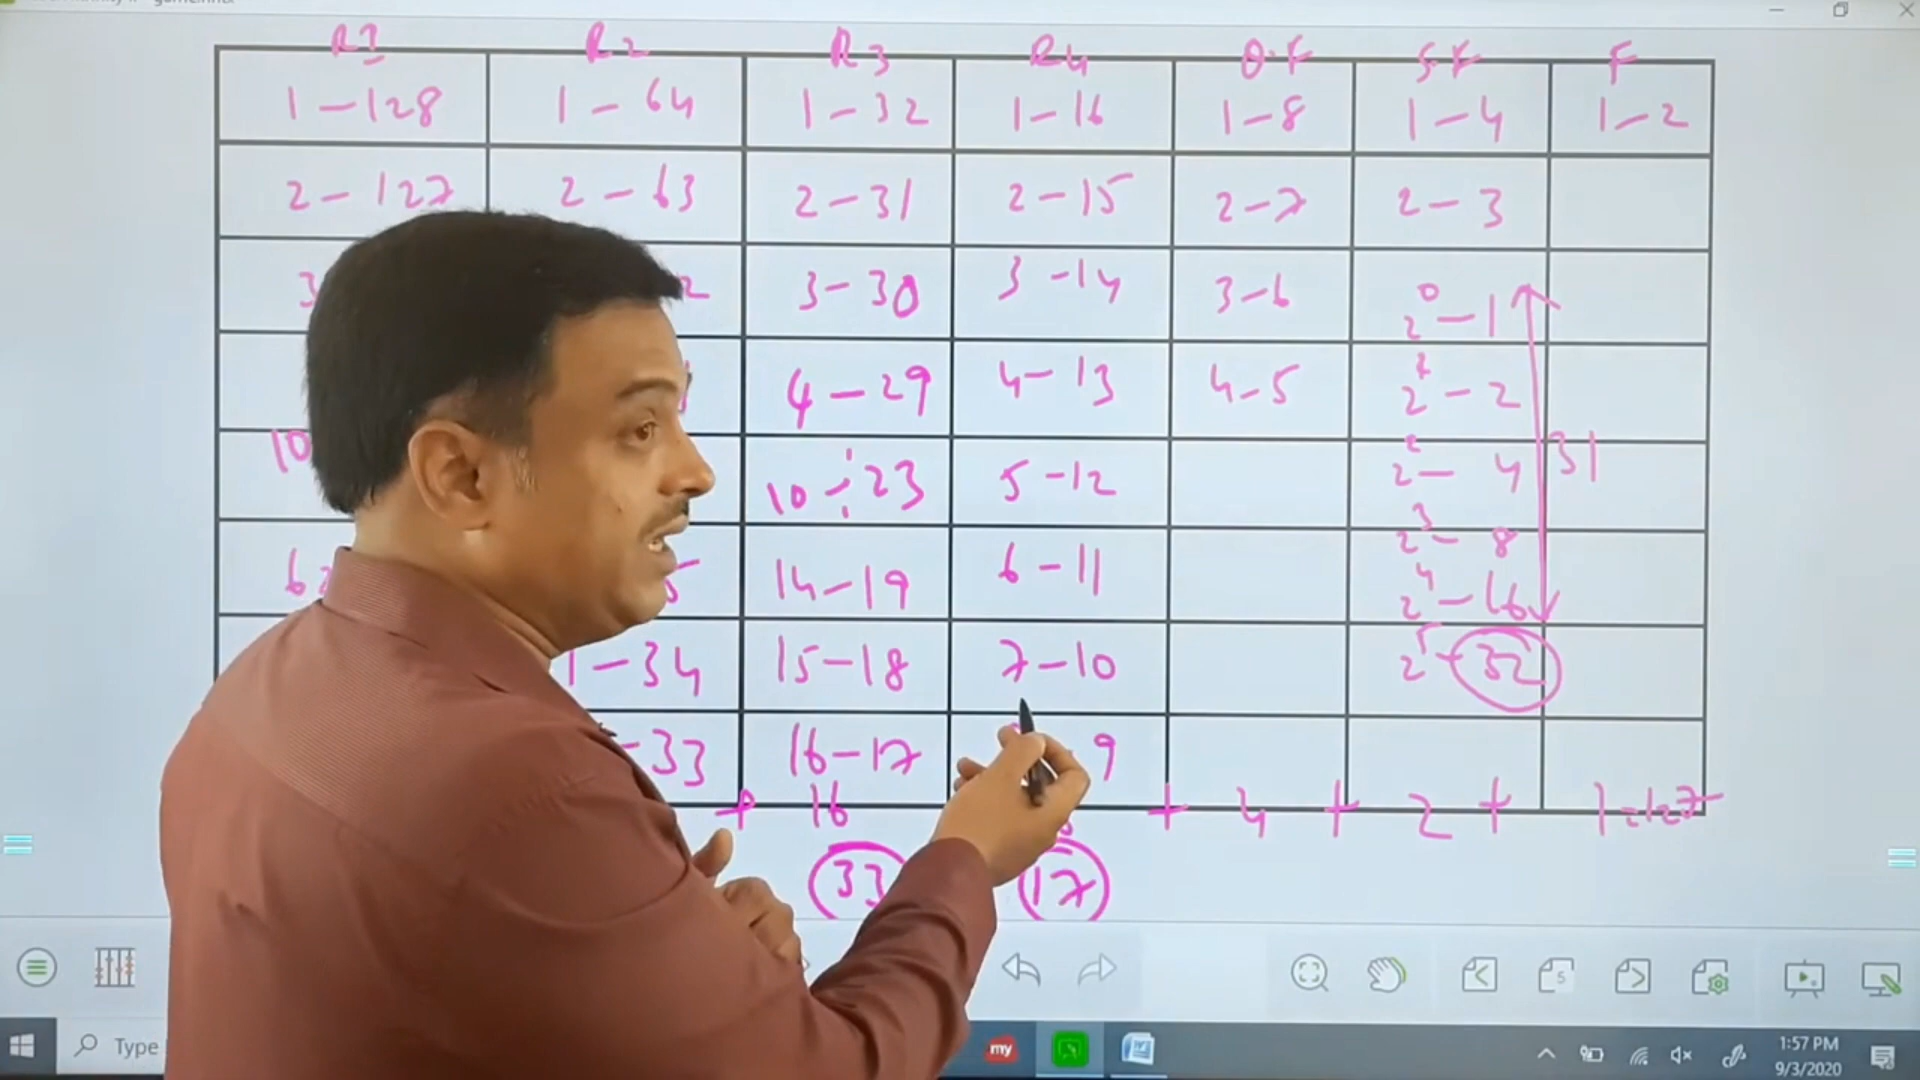 R1 R2 R3 R4 Q.F S.F F
1-128 1-64 1-32 1-16 1-8 1-4 1-2
2-127 2-63 2-31 2-15 2-7 2-3
3 2 3-30 3-14 3-6 2⁰-1
4-29 4-13 4-5 2¹-2
10 10-23 5-12 2²-4 31
14-19 6-11 2³-8
2⁴-16
-34 15-18 7-10 2⁵-32
-33 16-17 9
+ 16 + 4 + 2 + 1=127
33 17
5
Type
my
1:57 PM
9/3/2020